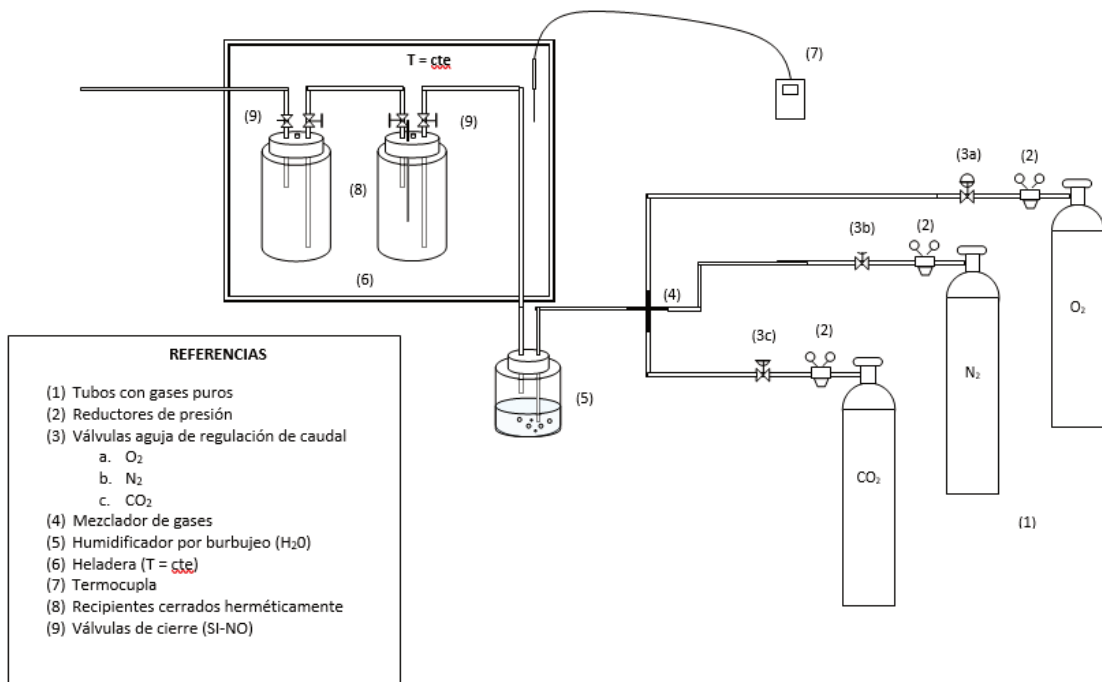 T = cte
(7)
(9)
(9)
(8)
(6)
(3a)
(2)
(3b)
(2)
(4)
O₂
(3c)
(2)
N₂
(5)
CO₂
(1)
REFERENCIAS
(1) Tubos con gases puros
(2) Reductores de presión
(3) Válvulas aguja de regulación de caudal
a. O₂
b. N₂
c. CO₂
(4) Mezclador de gases
(5) Humidificador por burbujeo (H₂0)
(6) Heladera (T = cte)
(7) Termocupla
(8) Recipientes cerrados herméticamente
(9) Válvulas de cierre (SI-NO)